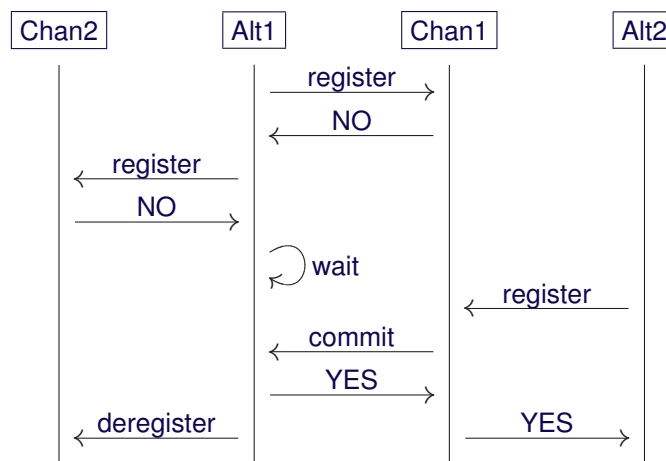 Chan2 Alt1 Chan1 Alt2
register
NO
register
NO
wait
register
commit
YES
deregister YES